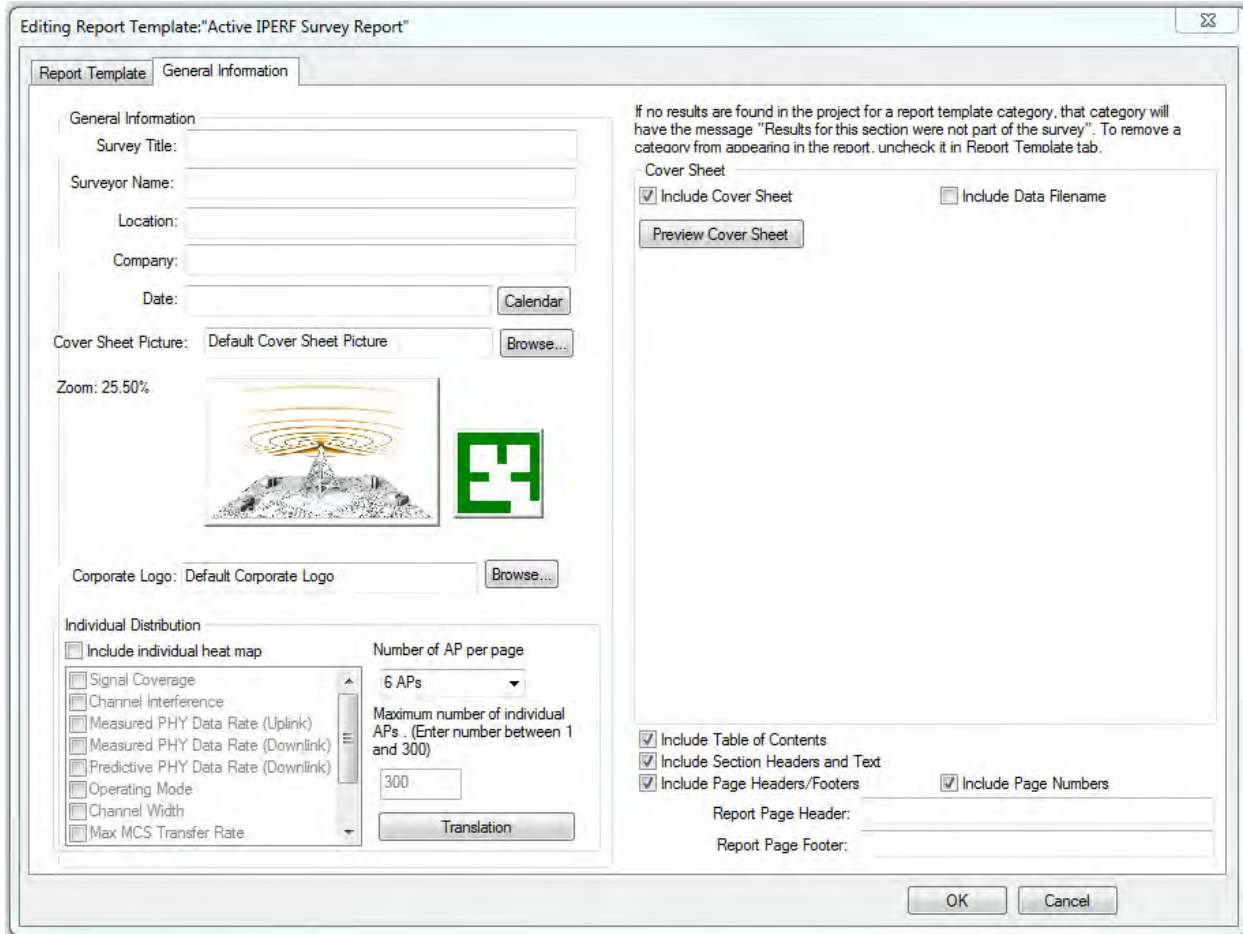 Editing Report Template:"Active IPERF Survey Report"
Report Template
General Information
General Information
Survey Title:
Surveyor Name:
Location:
Company:
Date:
Calendar
Cover Sheet Picture:
Default Cover Sheet Picture
Browse...
Zoom: 25.50%
Corporate Logo:
Default Corporate Logo
Browse...
Individual Distribution
Include individual heat map
Signal Coverage
Channel Interference
Measured PHY Data Rate (Uplink)
Measured PHY Data Rate (Downlink)
Predictive PHY Data Rate (Downlink)
Operating Mode
Channel Width
Max MCS Transfer Rate
Number of AP per page
6 APs
Maximum number of individual
APs . (Enter number between 1
and 300)
300
Translation
If no results are found in the project for a report template category, that category will
have the message "Results for this section were not part of the survey". To remove a
category from appearing in the report, uncheck it in Report Template tab.
Cover Sheet
Include Cover Sheet
Include Data Filename
Preview Cover Sheet
Include Table of Contents
Include Section Headers and Text
Include Page Headers/Footers
Include Page Numbers
Report Page Header:
Report Page Footer:
OK
Cancel